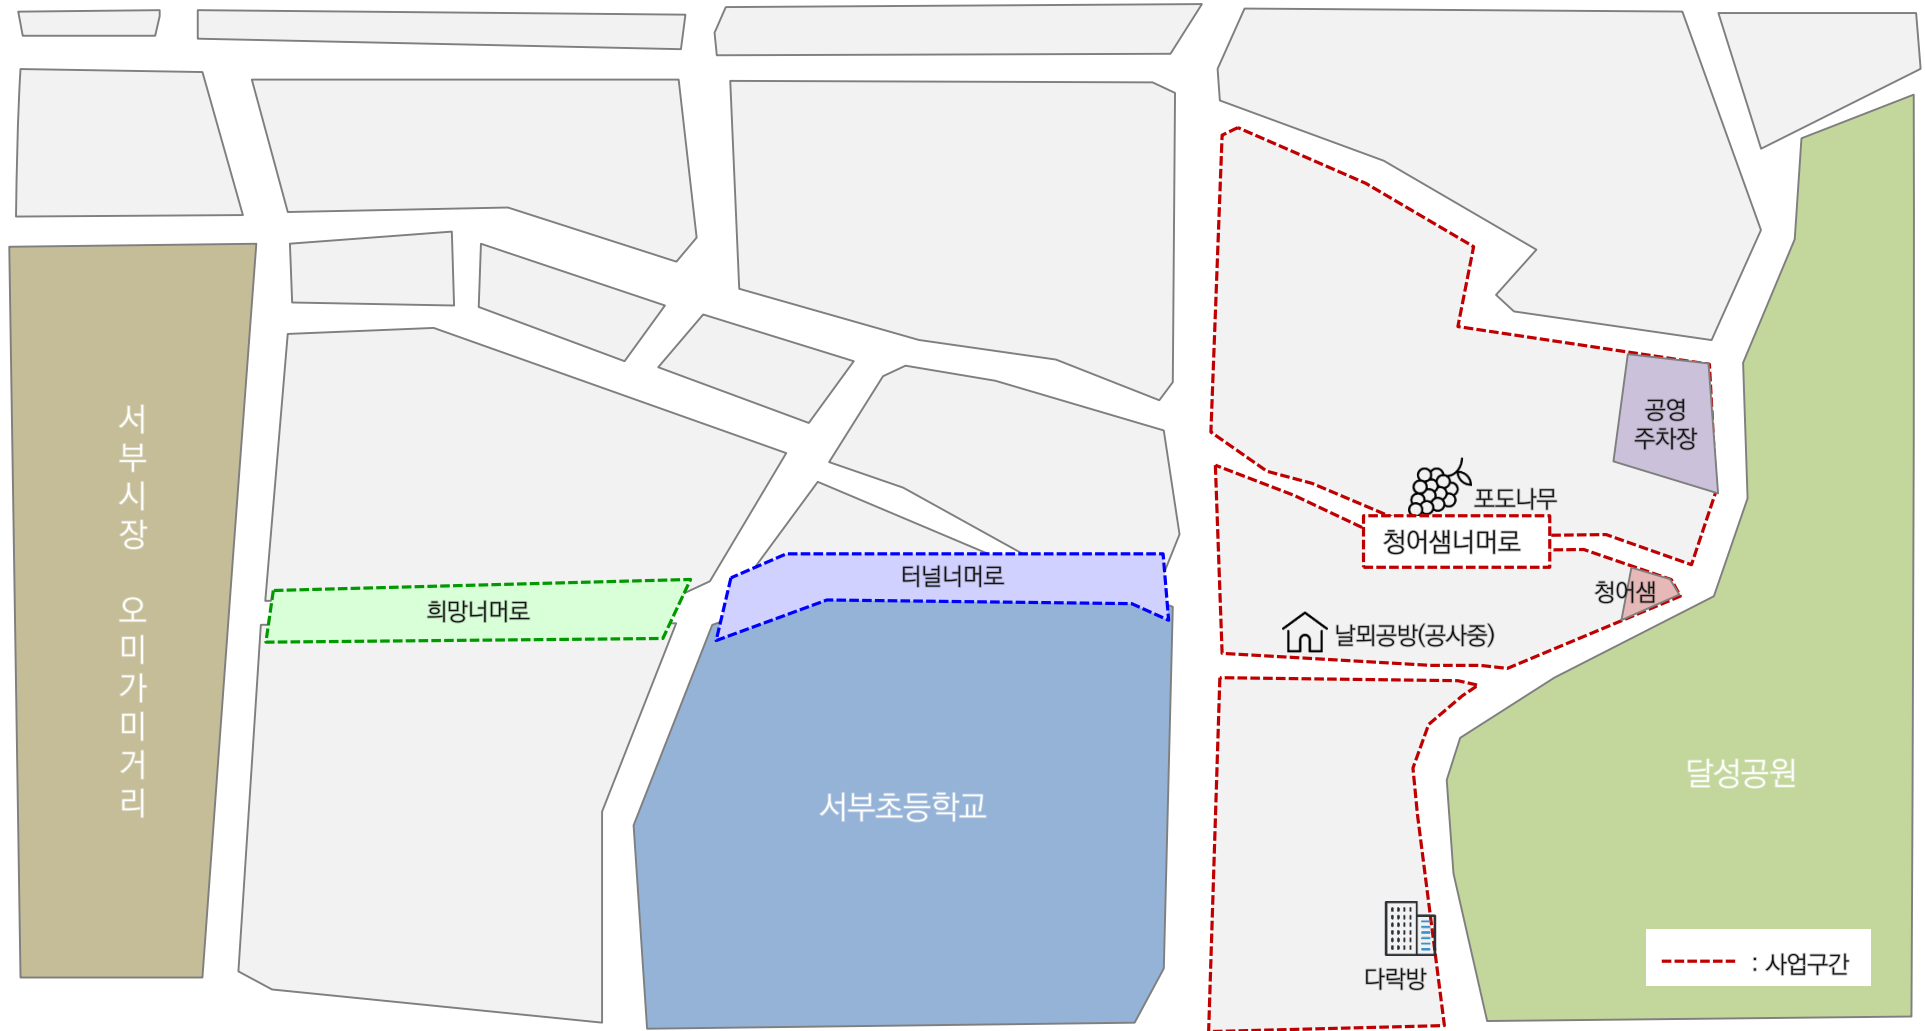 서부시장 오미가미거리
희망너머로
터널너머로
서부초등학교
공영
주차장
포도나무
청어샘너머로
청어샘
날뫼공방(공사중)
달성공원
다락방
: 사업구간